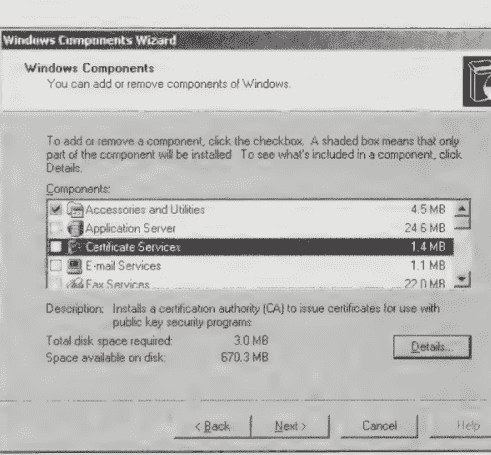 Windows Components Wizard
Windows Components
You can add or remove components of Windows.
To add or remove a component, click the checkbox. A shaded box means that only
part of the component will be installed. To see what's included in a component, click
Details.
Components:
Accessories and Utilities 4.5 MB
Application Server 24.6 MB
Certificate Services 1.4 MB
E-mail Services 1.1 MB
Fax Services 22.0 MB
Description: Installs a certification authority (CA) to issue certificates for use with
public key security programs
Total disk space required: 3.0 MB
Space available on disk: 670.3 MB
Details...
< Back Next > Cancel Help